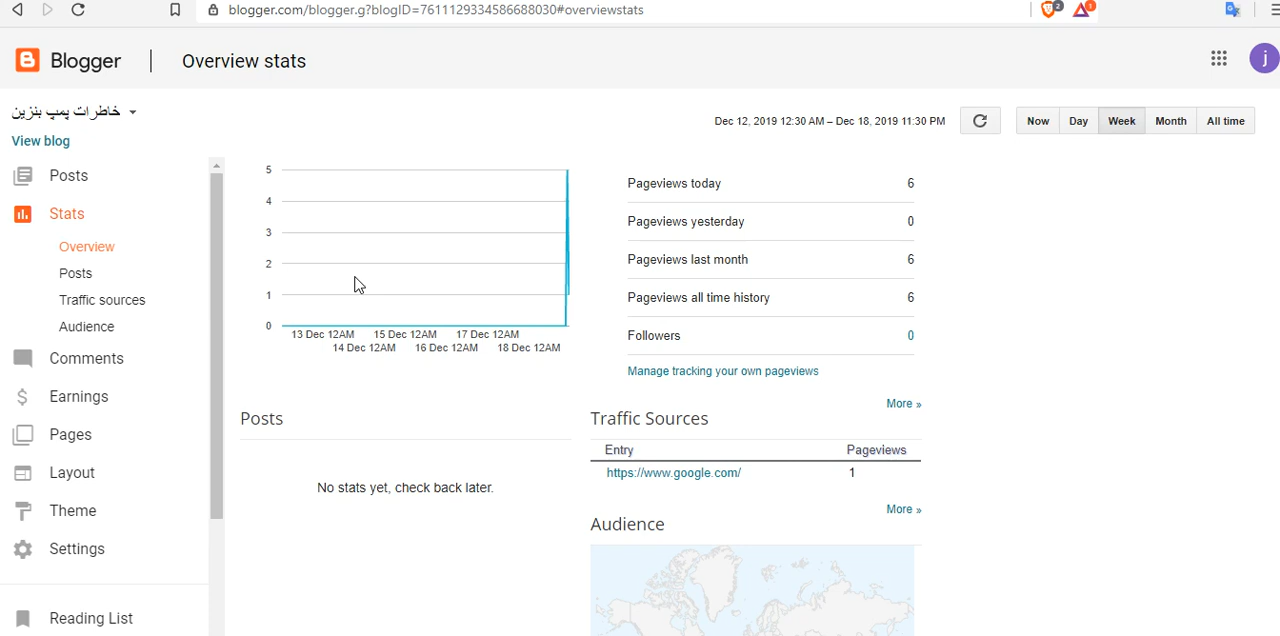 blogger.com/blogger.g?blogID=7611129334586688030#overviewstats
2
1
Blogger
Overview stats
j
خاطرات پمپ بنزین
View blog
Dec 12, 2019 12:30 AM – Dec 18, 2019 11:30 PM
Now Day Week Month All time
Posts
Stats
Overview
Posts
Traffic sources
Audience
Comments
Earnings
Pages
Layout
Theme
Settings
Reading List
5
4
3
2
1
0
13 Dec 12AM 15 Dec 12AM 17 Dec 12AM
14 Dec 12AM 16 Dec 12AM 18 Dec 12AM
Pageviews today 6
Pageviews yesterday 0
Pageviews last month 6
Pageviews all time history 6
Followers 0
Manage tracking your own pageviews
Posts
No stats yet, check back later.
More »
Traffic Sources
Entry Pageviews
https://www.google.com/ 1
More »
Audience